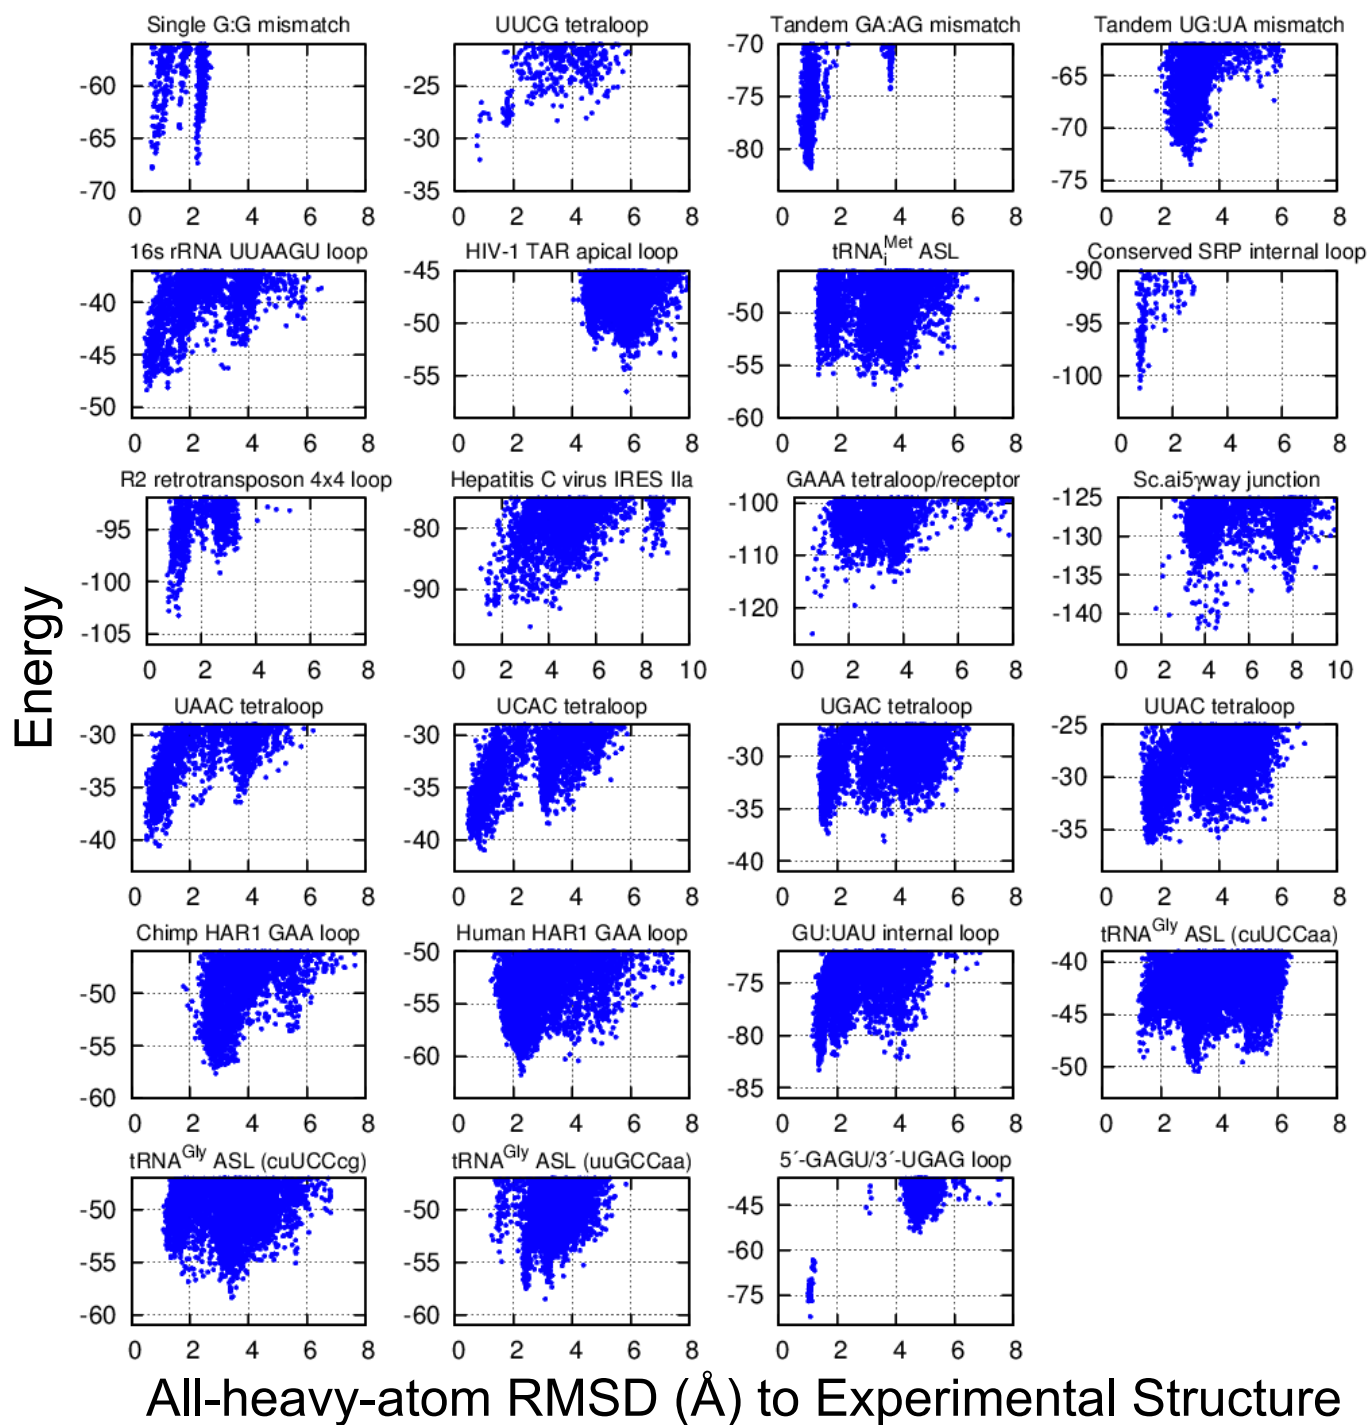 Single G:G mismatch
UUCG tetraloop
Tandem GA:AG mismatch
Tandem UG:UA mismatch
-60
-65
-70
0 2 4 6 8
-25
-30
-35
0 2 4 6 8
-70
-75
-80
0 2 4 6 8
-65
-70
-75
0 2 4 6 8
16s rRNA UUAAGU loop
HIV-1 TAR apical loop
tRNAiMet ASL
Conserved SRP internal loop
-40
-45
-50
0 2 4 6 8
-45
-50
-55
0 2 4 6 8
-50
-55
-60
0 2 4 6 8
-90
-95
-100
0 2 4 6 8
R2 retrotransposon 4x4 loop
Hepatitis C virus IRES IIa
GAAA tetraloop/receptor
Sc.ai5γway junction
-95
-100
-105
0 2 4 6 8
-80
-90
0 2 4 6 8 10
-100
-110
-120
0 2 4 6 8
-125
-130
-135
-140
0 2 4 6 8 10
UAAC tetraloop
UCAC tetraloop
UGAC tetraloop
UUAC tetraloop
-30
-35
-40
0 2 4 6 8
-30
-35
-40
0 2 4 6 8
-30
-35
-40
0 2 4 6 8
-25
-30
-35
0 2 4 6 8
Chimp HAR1 GAA loop
Human HAR1 GAA loop
GU:UAU internal loop
tRNAGly ASL (cuUCCaa)
-50
-55
-60
0 2 4 6 8
-50
-55
-60
0 2 4 6 8
-75
-80
-85
0 2 4 6 8
-40
-45
-50
0 2 4 6 8
tRNAGly ASL (cuUCCcg)
tRNAGly ASL (uuGCCaa)
5´-GAGU/3´-UGAG loop
-50
-55
-60
0 2 4 6 8
-50
-55
-60
0 2 4 6 8
-45
-60
-75
0 2 4 6 8
Energy
All-heavy-atom RMSD (Å) to Experimental Structure